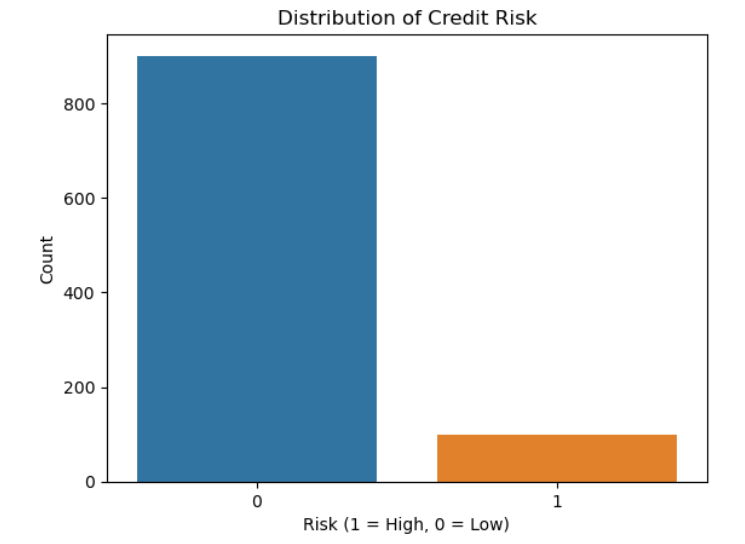 Distribution of Credit Risk
800
600
400
200
0
Count
0 1
Risk (1 = High, 0 = Low)